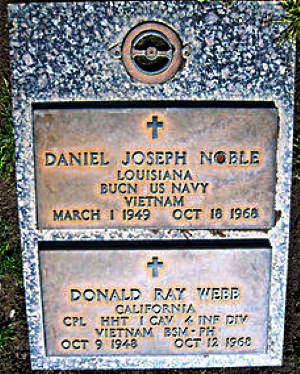 DANIEL JOSEPH NOBLE
LOUISIANA
BUCN US NAVY
VIETNAM
MARCH 1 1949 OCT 18 1968
DONALD RAY WEBB
CALIFORNIA
CPL HHT 1 CAV 4 INF DIV
VIETNAM BSM-PH
OCT 9 1948 OCT 12 1968